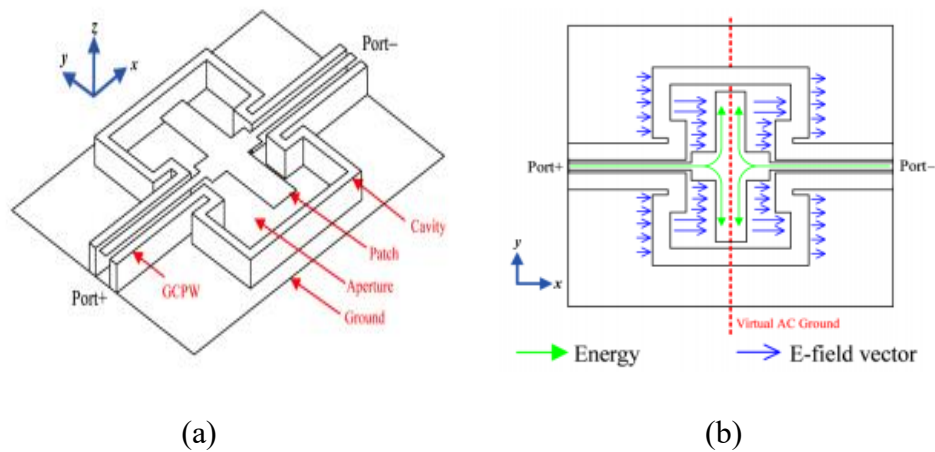 z
y
x
Port−
Cavity
Patch
GCPW
Aperture
Port+
Ground
Port+
Port−
y
x
Virtual AC Ground
Energy
E-field vector
(a)
(b)